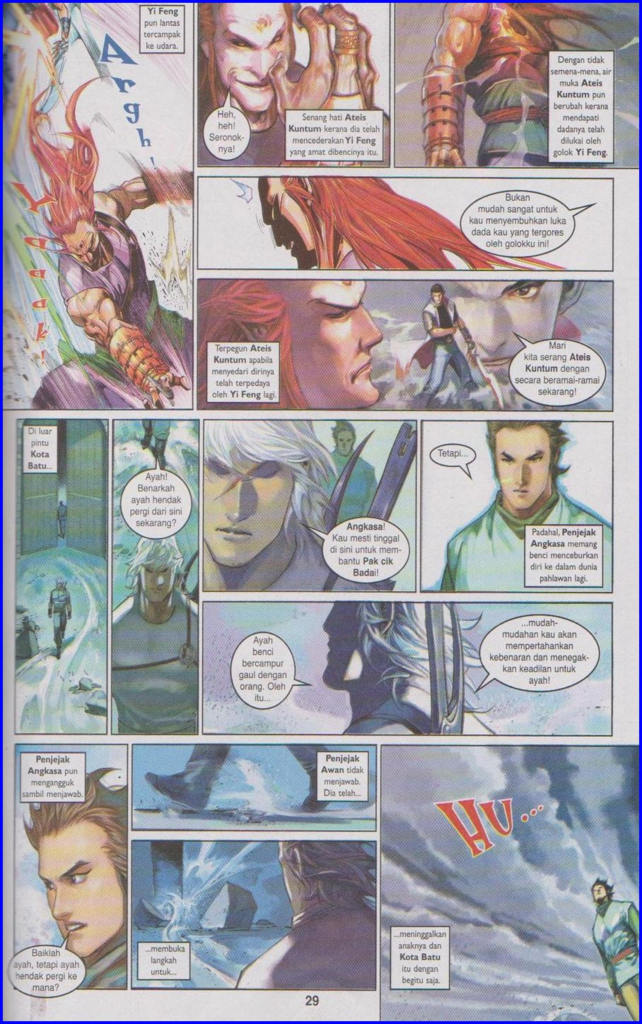 Yi Feng
pun lantas
tercampak
ke udara.
Argh!
Yaaak!
Heh,
heh!
Seronok-
nya!
Senang hati Ateis
Kuntum kerana dia telah
mencederakan Yi Feng
yang amat dibencinya itu.
Dengan tidak
semena-mena, air
muka Ateis
Kuntum pun
berubah kerana
mendapati
dadanya telah
dilukai oleh
golok Yi Feng.
Bukan
mudah sangat untuk
kau menyembuhkan luka
dada kau yang tergores
oleh golokku ini!
Terpegun Ateis
Kuntum apabila
menyedari dirinya
telah terpedaya
oleh Yi Feng lagi.
Mari
kita serang Ateis
Kuntum dengan
secara beramai-ramai
sekarang!
Di luar
pintu
Kota
Batu...
Ayah!
Benarkah
ayah hendak
pergi dari sini
sekarang?
Angkasa!
Kau mesti tinggal
di sini untuk mem-
bantu Pak cik
Badai!
Tetapi...
Padahal, Penjejak
Angkasa memang
benci menceburkan
diri ke dalam dunia
pahlawan lagi.
Ayah
benci
bercampur
gaul dengan
orang. Oleh
itu...
...mudah-
mudahan kau akan
mempertahankan
kebenaran dan menegak-
kan keadilan untuk
ayah!
Penjejak
Angkasa pun
mengangguk
sambil menjawab.
Baiklah
ayah, tetapi ayah
hendak pergi ke
mana?
Penjejak
Awan tidak
menjawab.
Dia telah...
...membuka
langkah
untuk...
HU...
...meninggalkan
anaknya dan
Kota Batu
itu dengan
begitu saja.
29